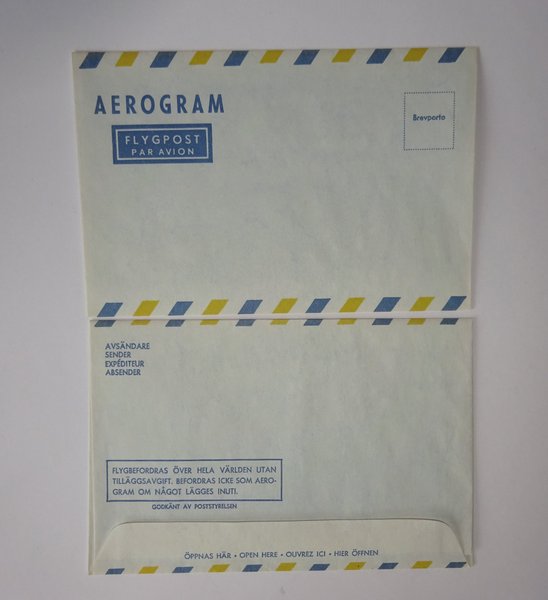 AEROGRAM
FLYGPOST
PAR AVION
Brevporto
AVSÄNDARE
SENDER
EXPÉDITEUR
ABSENDER
FLYGBEFORDRAS ÖVER HELA VÄRLDEN UTAN
TILLÄGGSAVGIFT. BEFORDRAS ICKE SOM AERO-
GRAM OM NÅGOT LÄGGES INUTI.
GODKÄNT AV POSTSTYRELSEN
ÖPPNAS HÄR • OPEN HERE • OUVREZ ICI • HIER ÖFFNEN